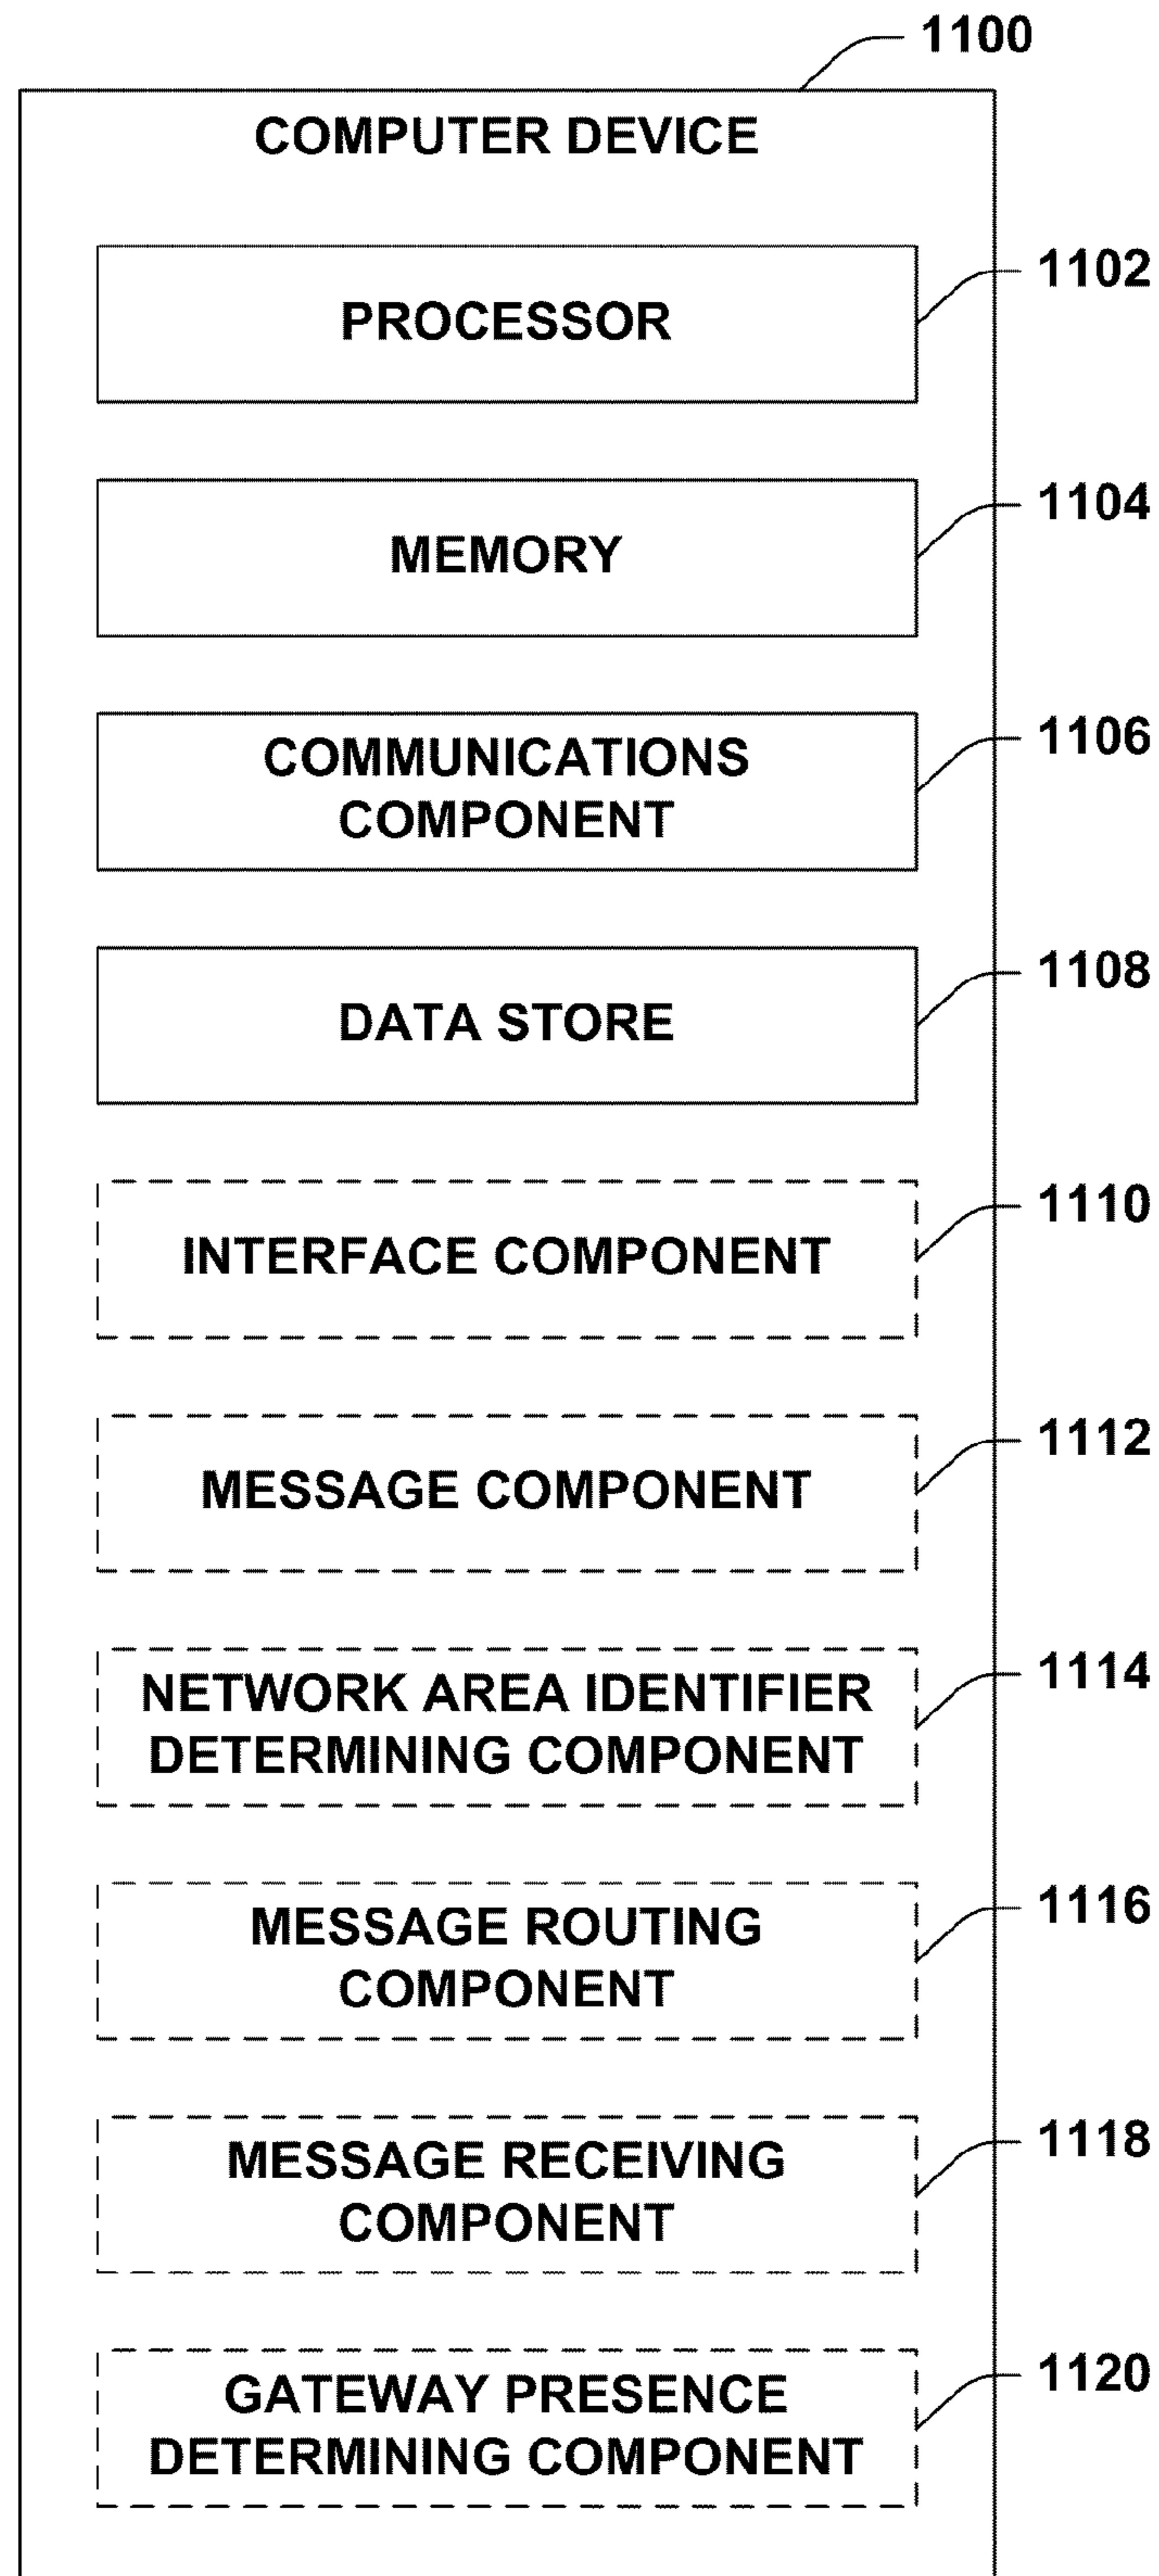 1100
COMPUTER DEVICE
PROCESSOR
1102
MEMORY
1104
COMMUNICATIONS
COMPONENT
1106
DATA STORE
1108
INTERFACE COMPONENT
1110
MESSAGE COMPONENT
1112
NETWORK AREA IDENTIFIER
DETERMINING COMPONENT
1114
MESSAGE ROUTING
COMPONENT
1116
MESSAGE RECEIVING
COMPONENT
1118
GATEWAY PRESENCE
DETERMINING COMPONENT
1120